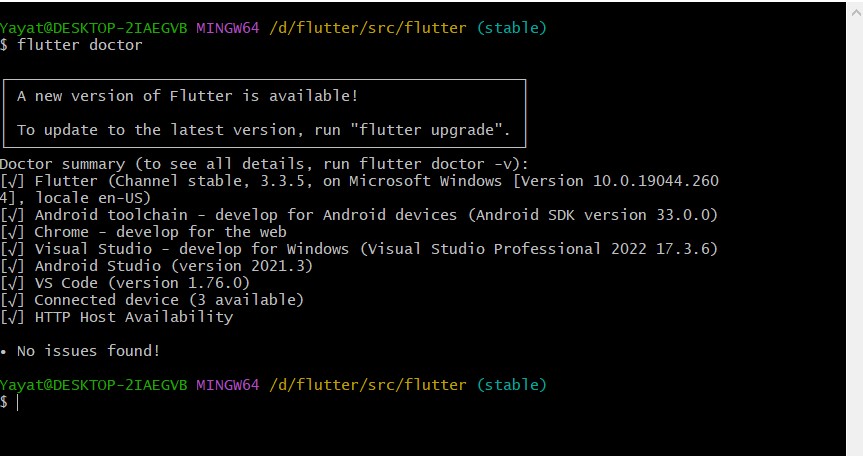 Yayat@DESKTOP-2IAEGVB MINGW64 /d/flutter/src/flutter (stable)
$ flutter doctor
A new version of Flutter is available!
To update to the latest version, run "flutter upgrade".
Doctor summary (to see all details, run flutter doctor -v):
[√] Flutter (Channel stable, 3.3.5, on Microsoft Windows [Version 10.0.19044.260
4], locale en-US)
[√] Android toolchain - develop for Android devices (Android SDK version 33.0.0)
[√] Chrome - develop for the web
[√] Visual Studio - develop for Windows (Visual Studio Professional 2022 17.3.6)
[√] Android Studio (version 2021.3)
[√] VS Code (version 1.76.0)
[√] Connected device (3 available)
[√] HTTP Host Availability
• No issues found!
Yayat@DESKTOP-2IAEGVB MINGW64 /d/flutter/src/flutter (stable)
$